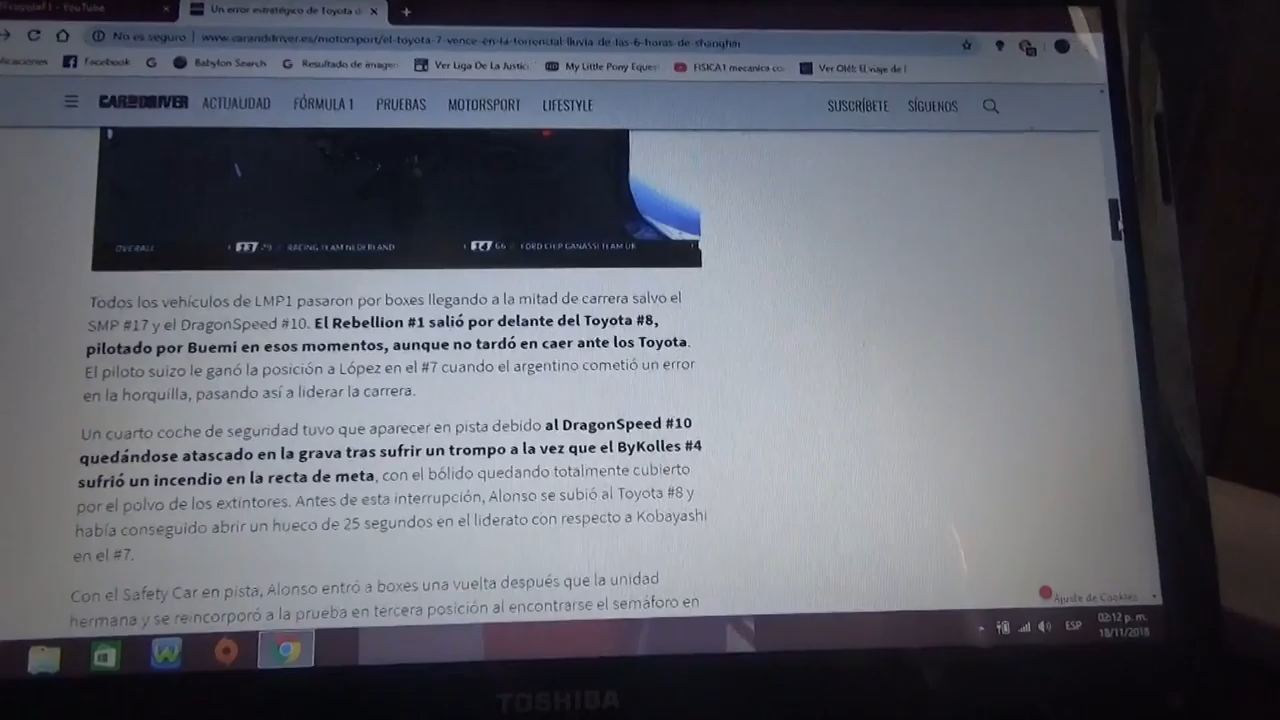 YouTube
Un error estratégico de Toyota d
No es seguro | www.caranddriver.es/motorsport/el-toyota-7-vence-en-la-torrencial-lluvia-de-las-6-horas-de-shanghai
Facebook G Babylon Search G Resultado de imagen Ver Liga De La Justic My Little Pony Eques FISICA1 mecanica co
CAR and DRIVER ACTUALIDAD FÓRMULA 1 PRUEBAS MOTORSPORT LIFESTYLE SUSCRÍBETE SÍGUENOS
OVERALL 13 29 RACING TEAM NEDERLAND 14 66 FORD CHIP GANASSI TEAM UK
Todos los vehículos de LMP1 pasaron por boxes llegando a la mitad de carrera salvo el
SMP #17 y el DragonSpeed #10. El Rebellion #1 salió por delante del Toyota #8,
pilotado por Buemi en esos momentos, aunque no tardó en caer ante los Toyota.
El piloto suizo le ganó la posición a López en el #7 cuando el argentino cometió un error
en la horquilla, pasando así a liderar la carrera.
Un cuarto coche de seguridad tuvo que aparecer en pista debido al DragonSpeed #10
quedándose atascado en la grava tras sufrir un trompo a la vez que el ByKolles #4
sufrió un incendio en la recta de meta, con el bólido quedando totalmente cubierto
por el polvo de los extintores. Antes de esta interrupción, Alonso se subió al Toyota #8 y
había conseguido abrir un hueco de 25 segundos en el liderato con respecto a Kobayashi
en el #7.
Con el Safety Car en pista, Alonso entró a boxes una vuelta después que la unidad
hermana y se reincorporó a la prueba en tercera posición al encontrarse el semáforo en
Ajuste de Cookies
ESP 02:12 p. m.
18/11/2018
TOSHIBA